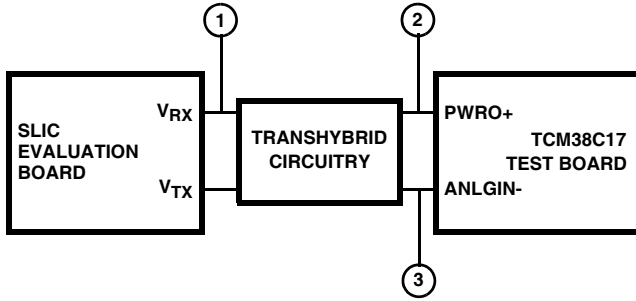 1
2
SLIC
EVALUATION
BOARD
VRX
VTX
TRANSHYBRID
CIRCUITRY
PWRO+
TCM38C17
TEST BOARD
ANLGIN-
3